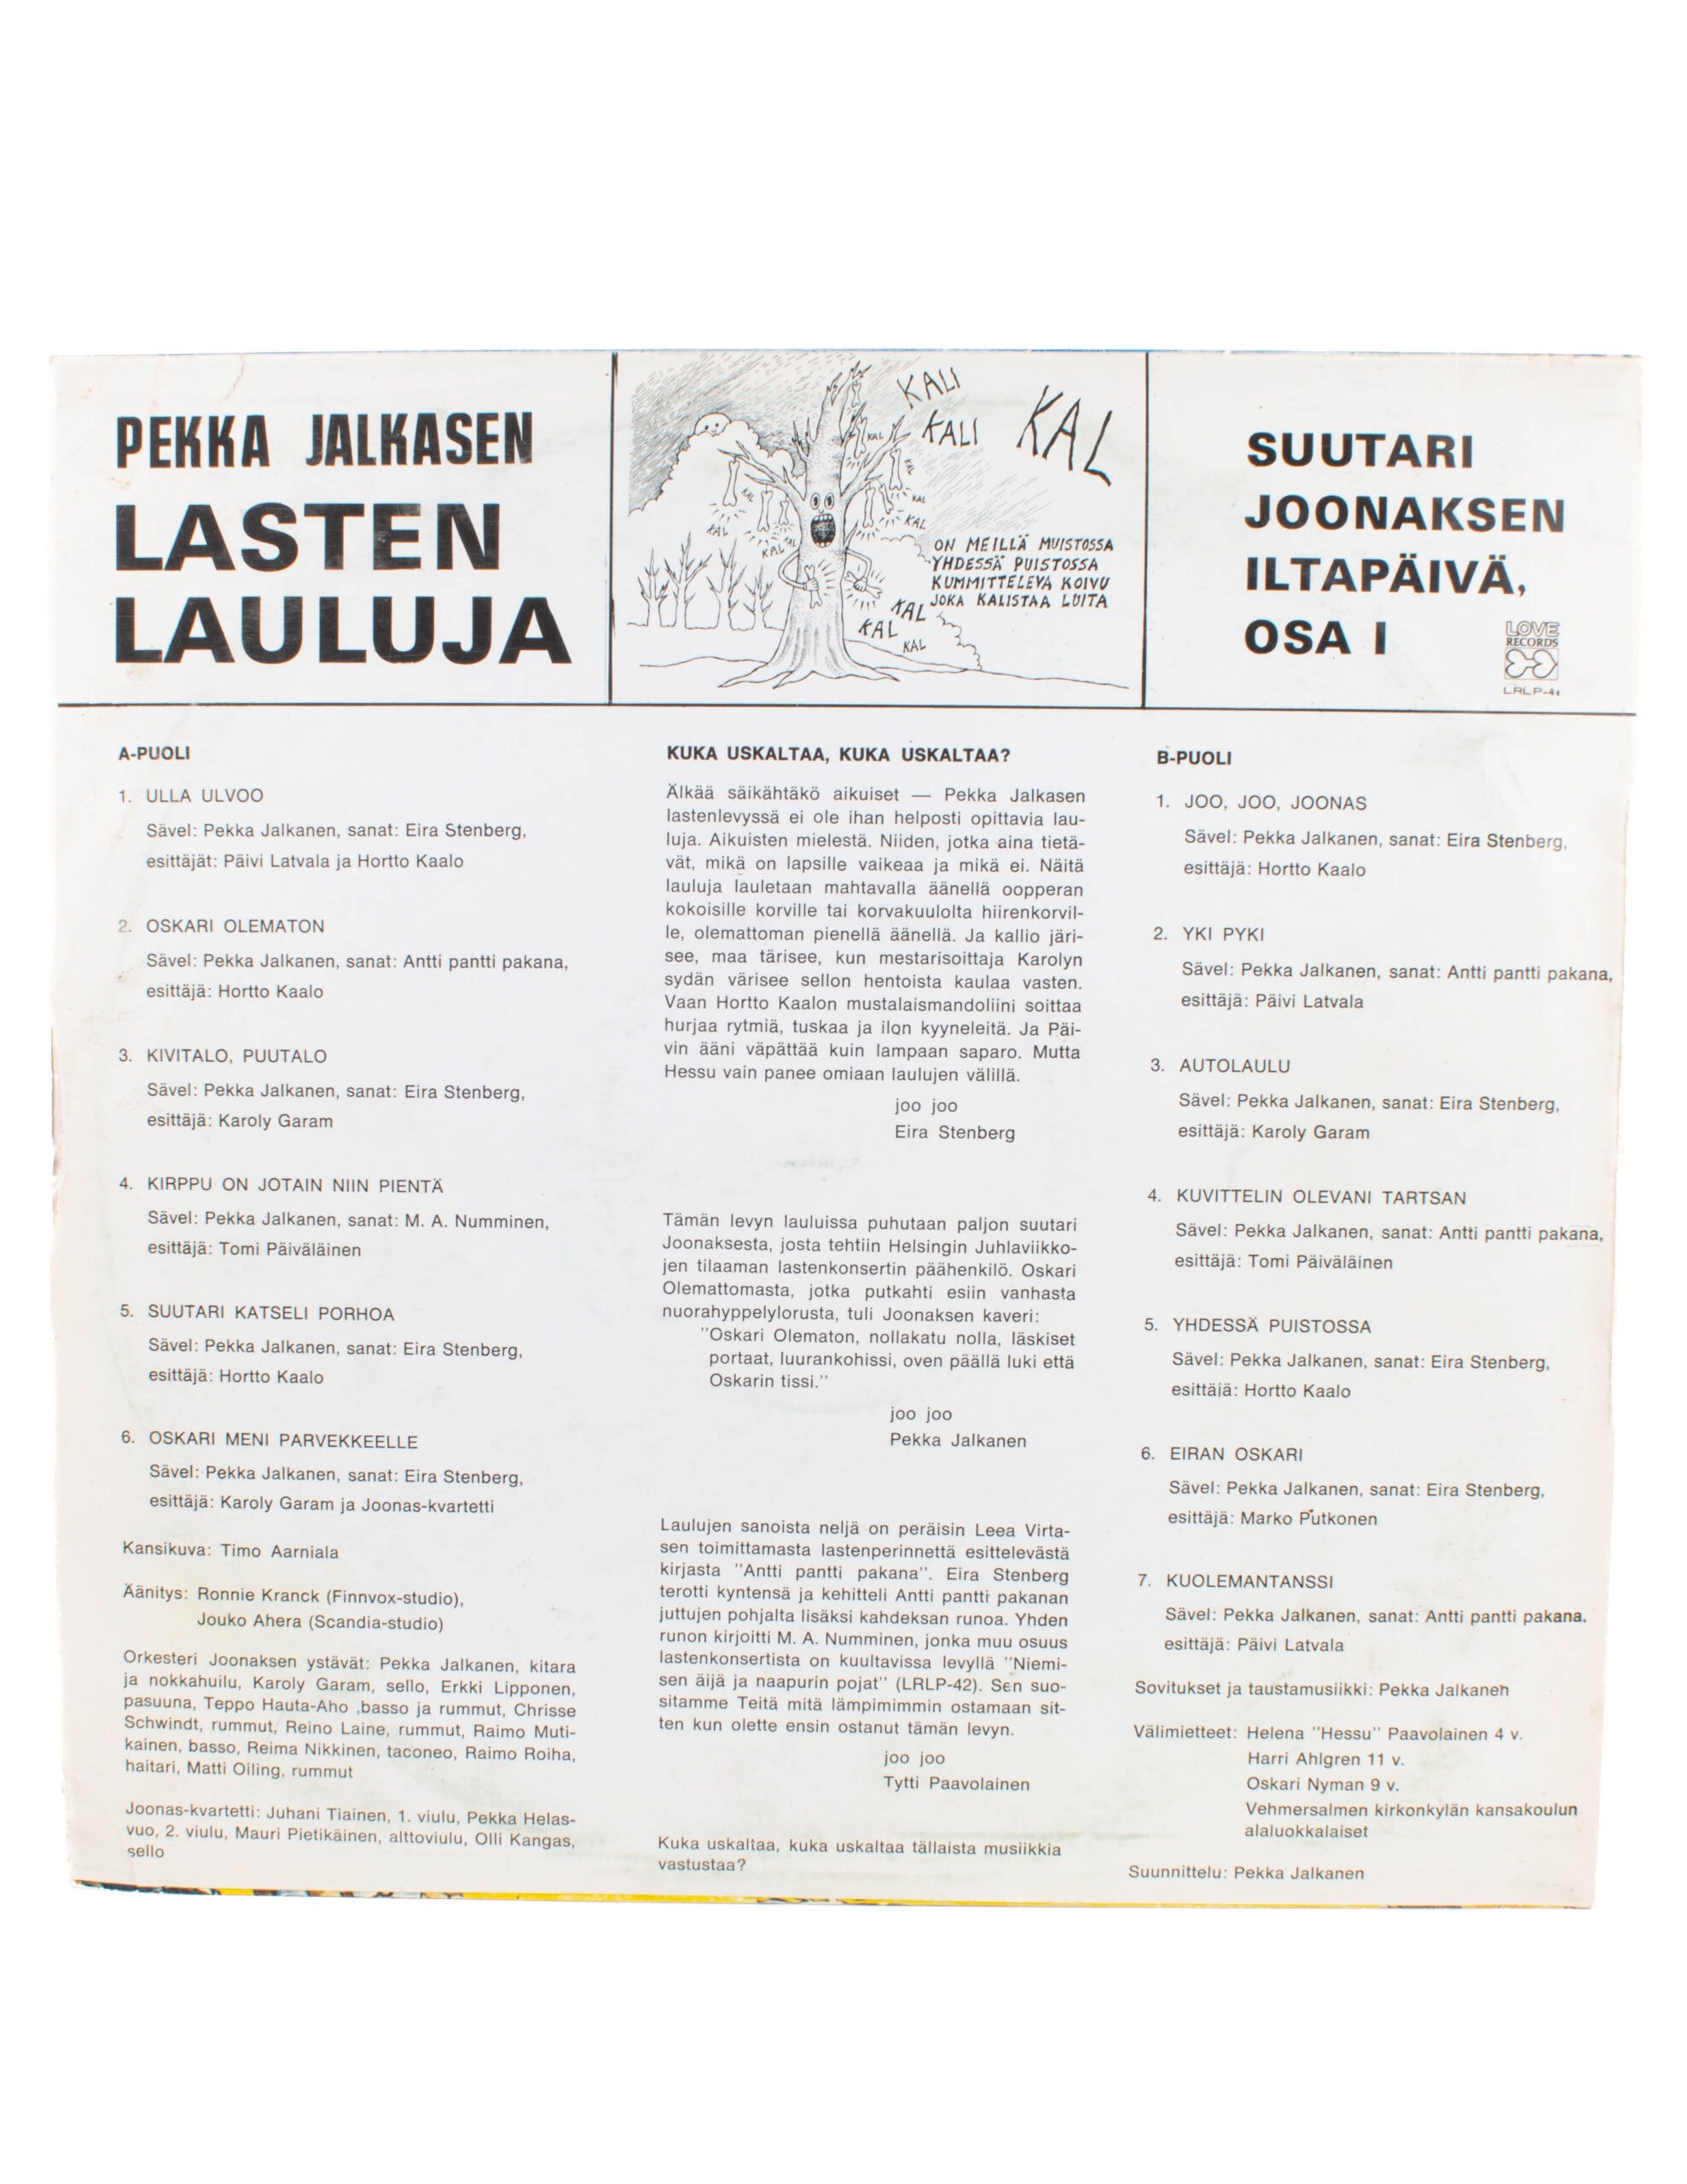 PEKKA JALKASEN
LASTEN
LAULUJA
KALI
KALI
KAL
KAL
KAL
KAL
KAL
KAL
KAL
KAL
KAL
KAL
ON MEILLÄ MUISTOSSA
YHDESSÄ PUISTOSSA
KUMMITTELEVA KOIVU
JOKA KALISTAA LUITA
KAL
KAL
KAL
SUUTARI
JOONAKSEN
ILTAPÄIVÄ,
OSA I
LOVE
RECORDS
A-PUOLI
1. ULLA ULVOO
Sävel: Pekka Jalkanen, sanat: Eira Stenberg,
esittäjät: Päivi Latvala ja Hortto Kaalo
2. OSKARI OLEMATON
Sävel: Pekka Jalkanen, sanat: Antti pantti pakana,
esittäjä: Hortto Kaalo
3. KIVITALO, PUUTALO
Sävel: Pekka Jalkanen, sanat: Eira Stenberg,
esittäjä: Karoly Garam
4. KIRPPU ON JOTAIN NIIN PIENTÄ
Sävel: Pekka Jalkanen, sanat: M. A. Numminen,
esittäjä: Tomi Päiväläinen
5. SUUTARI KATSELI PORHOA
Sävel: Pekka Jalkanen, sanat: Eira Stenberg,
esittäjä: Hortto Kaalo
6. OSKARI MENI PARVEKKEELLE
Sävel: Pekka Jalkanen, sanat: Eira Stenberg,
esittäjä: Karoly Garam ja Joonas-kvartetti
Kansikuva: Timo Aarniala
Äänitys: Ronnie Kranck (Finnvox-studio),
Jouko Ahera (Scandia-studio)
Orkesteri Joonaksen ystävät: Pekka Jalkanen, kitara
ja nokkahuilu, Karoly Garam, sello, Erkki Lipponen,
pasuuna, Teppo Hauta-Aho ,basso ja rummut, Chrisse
Schwindt, rummut, Reino Laine, rummut, Raimo Muti-
kainen, basso, Reima Nikkinen, taconeo, Raimo Roiha,
haitari, Matti Oiling, rummut
Joonas-kvartetti: Juhani Tiainen, 1. viulu, Pekka Helas-
vuo, 2. viulu, Mauri Pietikäinen, alttoviulu, Olli Kangas,
sello
KUKA USKALTAA, KUKA USKALTAA?
Älkää säikähtäkö aikuiset — Pekka Jalkasen
lastenlevyssä ei ole ihan helposti opittavia lau-
luja. Aikuisten mielestä. Niiden, jotka aina tietä-
vät, mikä on lapsille vaikeaa ja mikä ei. Näitä
lauluja lauletaan mahtavalla äänellä oopperan
kokoisille korville tai korvakuulolta hiirenkorvil-
le, olemattoman pienellä äänellä. Ja kallio järi-
see, maa tärisee, kun mestarisoittaja Karolyn
sydän värisee sellon hentoista kaulaa vasten.
Vaan Hortto Kaalon mustalaismandoliini soittaa
hurjaa rytmiä, tuskaa ja ilon kyyneleitä. Ja Päi-
vin ääni väpättää kuin lampaan saparo. Mutta
Hessu vain panee omiaan laulujen välillä.
joo joo
Eira Stenberg
Tämän levyn lauluissa puhutaan paljon suutari
Joonaksesta, josta tehtiin Helsingin Juhlaviikko-
jen tilaaman lastenkonsertin päähenkilö. Oskari
Olemattomasta, jotka putkahti esiin vanhasta
nuorahyppelylorusta, tuli Joonaksen kaveri:
"Oskari Olematon, nollakatu nolla, läskiset
portaat, luurankohissi, oven päällä luki että
Oskarin tissi."
joo joo
Pekka Jalkanen
Laulujen sanoista neljä on peräisin Leea Virta-
sen toimittamasta lastenperinnettä esittelevästä
kirjasta "Antti pantti pakana". Eira Stenberg
terotti kyntensä ja kehitteli Antti pantti pakanan
juttujen pohjalta lisäksi kahdeksan runoa. Yhden
runon kirjoitti M. A. Numminen, jonka muu osuus
lastenkonsertista on kuultavissa levyllä "Niemi-
sen äijä ja naapurin pojat" (LRLP-42). Sen suo-
sitamme Teitä mitä lämpimimmin ostamaan sit-
ten kun olette ensin ostanut tämän levyn.
joo joo
Tytti Paavolainen
Kuka uskaltaa, kuka uskaltaa tällaista musiikkia
vastustaa?
B-PUOLI
1. JOO, JOO, JOONAS
Sävel: Pekka Jalkanen, sanat: Eira Stenberg,
esittäjä: Hortto Kaalo
2. YKI PYKI
Sävel: Pekka Jalkanen, sanat: Antti pantti pakana,
esittäjä: Päivi Latvala
3. AUTOLAULU
Sävel: Pekka Jalkanen, sanat: Eira Stenberg,
esittäjä: Karoly Garam
4. KUVITTELIN OLEVANI TARTSAN
Sävel: Pekka Jalkanen, sanat: Antti pantti pakana,
esittäjä: Tomi Päiväläinen
5. YHDESSÄ PUISTOSSA
Sävel: Pekka Jalkanen, sanat: Eira Stenberg,
esittäjä: Hortto Kaalo
6. EIRAN OSKARI
Sävel: Pekka Jalkanen, sanat: Eira Stenberg,
esittäjä: Marko Putkonen
7. KUOLEMANTANSSI
Sävel: Pekka Jalkanen, sanat: Antti pantti pakana,
esittäjä: Päivi Latvala
Sovitukset ja taustamusiikki: Pekka Jalkanen
Välimietteet: Helena "Hessu" Paavolainen 4 v.
Harri Ahlgren 11 v.
Oskari Nyman 9 v.
Vehmersalmen kirkonkylän kansakoulun
alaluokkalaiset
Suunnittelu: Pekka Jalkanen